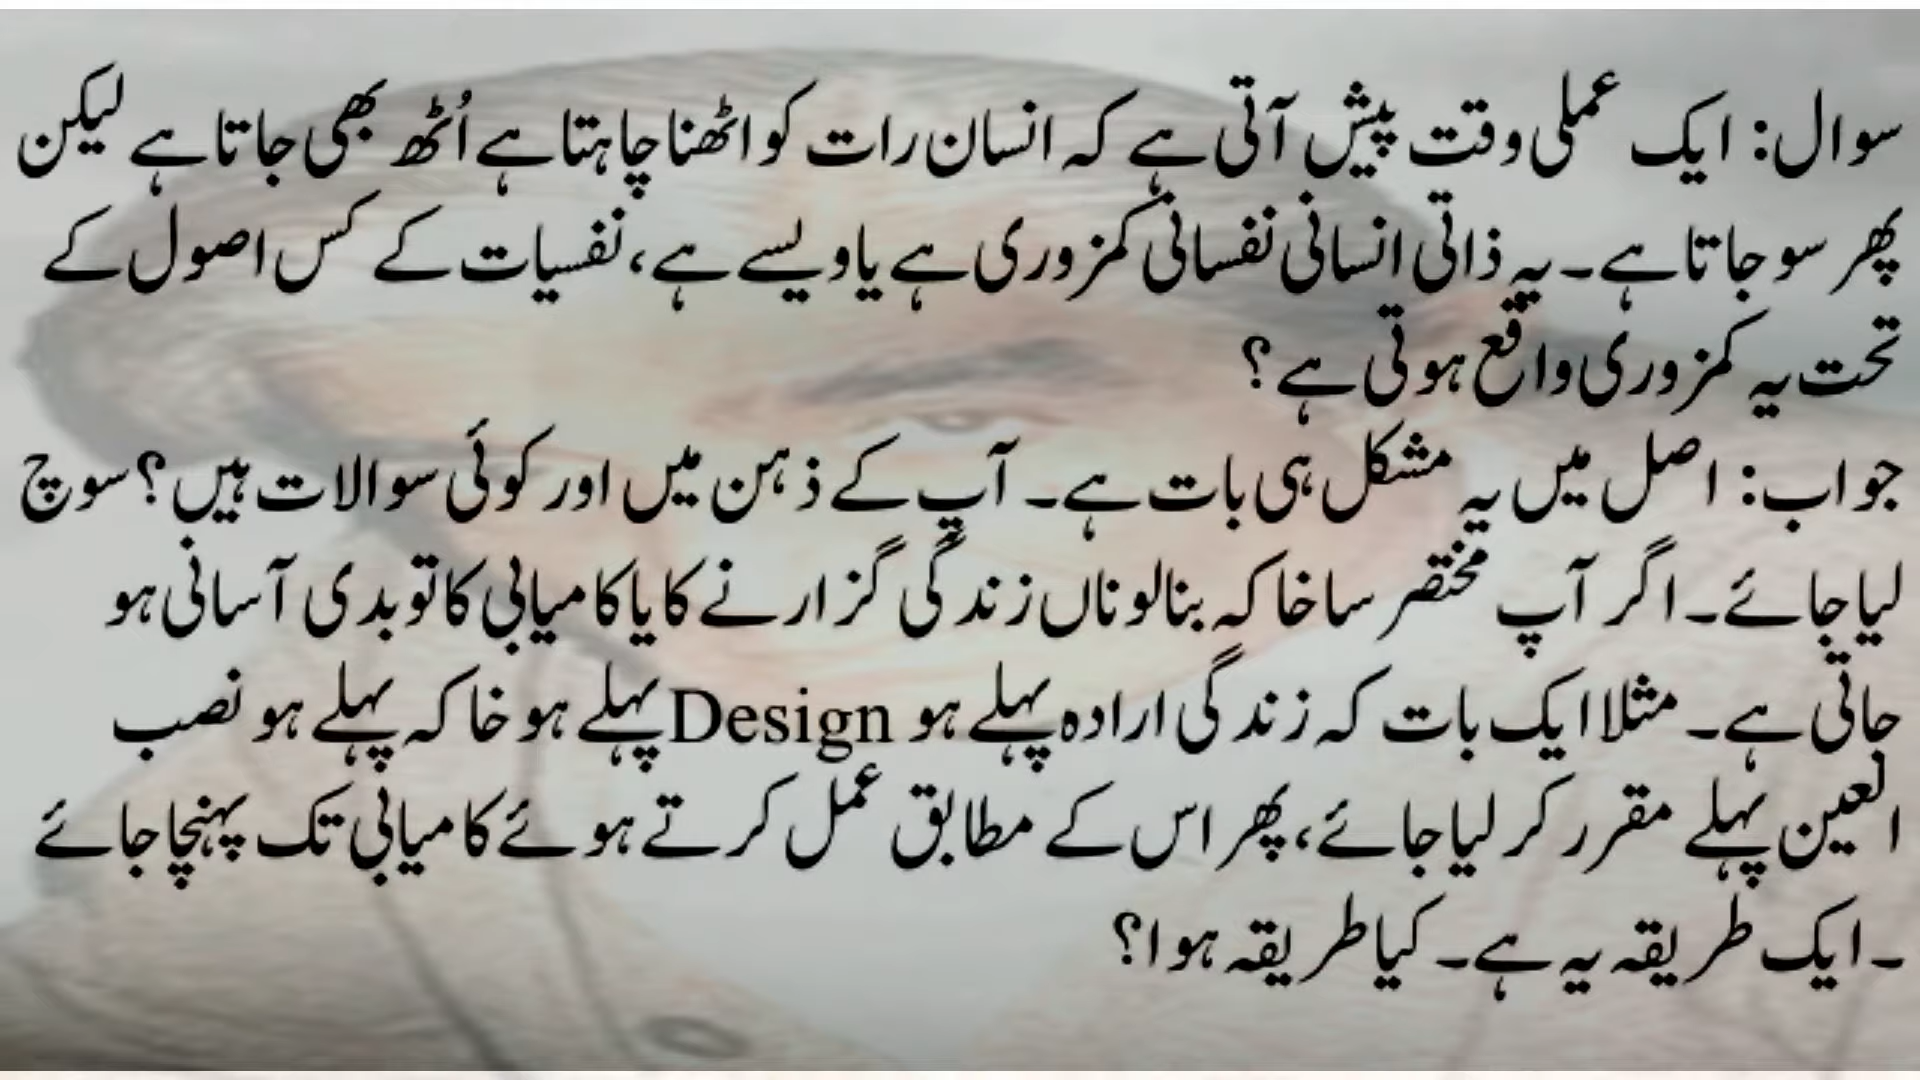 سوال: ایک عملی وقت پیش آتی ہے کہ انسان رات کو اٹھنا چاہتا ہے اُٹھ بھی جاتا ہے لیکن
پھر سو جاتا ہے۔ یہ ذاتی انسانی نفسانی کمزوری ہے یا ویسے ہے، نفسیات کے کس اصول کے
تحت یہ کمزوری واقع ہوتی ہے؟
جواب: اصل میں یہ مشکل ہی بات ہے۔ آپ کے ذہن میں اور کوئی سوالات ہیں؟ سوچ
لیا جائے۔ اگر آپ مختصر سا خاکہ بنا لو ناں زندگی گزارنے کا یا کامیابی کا تو بدی آسانی ہو
جاتی ہے۔ مثلا ایک بات کہ زندگی ارادہ پہلے ہو Design پہلے ہو خاکہ پہلے ہو نصب
العین پہلے مقرر کر لیا جائے، پھر اس کے مطابق عمل کرتے ہوئے کامیابی تک پہنچا جائے
۔ ایک طریقہ یہ ہے۔ کیا طریقہ ہوا؟